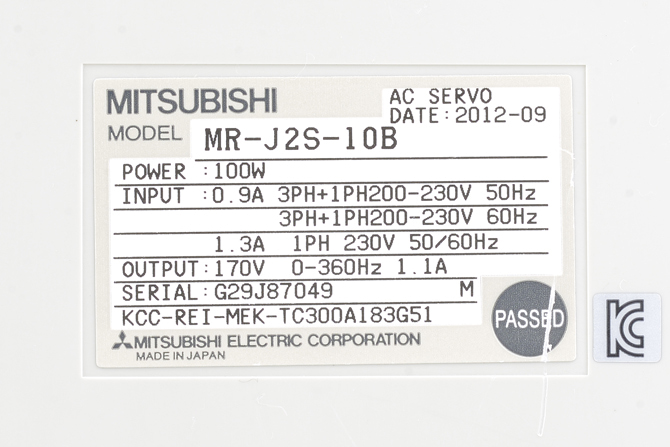 MITSUBISHI
AC SERVO
DATE:2012-09
MODEL MR-J2S-10B
POWER :100W
INPUT :0.9A 3PH+1PH200-230V 50Hz
3PH+1PH200-230V 60Hz
1.3A 1PH 230V 50/60Hz
OUTPUT:170V 0-360Hz 1.1A
SERIAL:G29J87049 M
KCC-REI-MEK-TC300A183G51
PASSED
MITSUBISHI ELECTRIC CORPORATION
MADE IN JAPAN